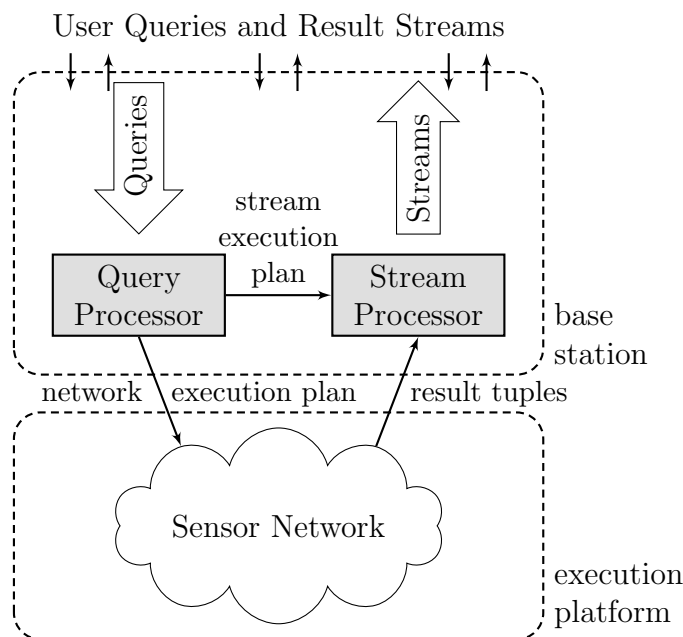 User Queries and Result Streams
Queries
Streams
stream
execution
plan
Query
Processor
Stream
Processor
base
station
network execution plan
result tuples
Sensor Network
execution
platform